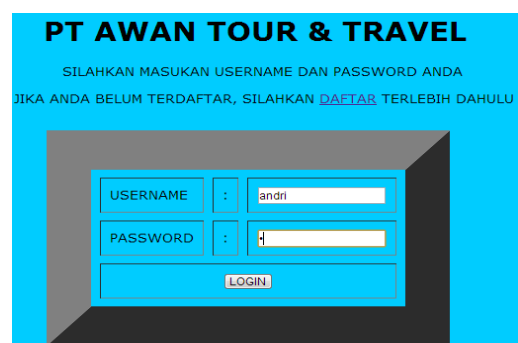 PT AWAN TOUR & TRAVEL
SILAHKAN MASUKAN USERNAME DAN PASSWORD ANDA
JIKA ANDA BELUM TERDAFTAR, SILAHKAN DAFTAR TERLEBIH DAHULU
USERNAME : andri
PASSWORD : •
LOGIN